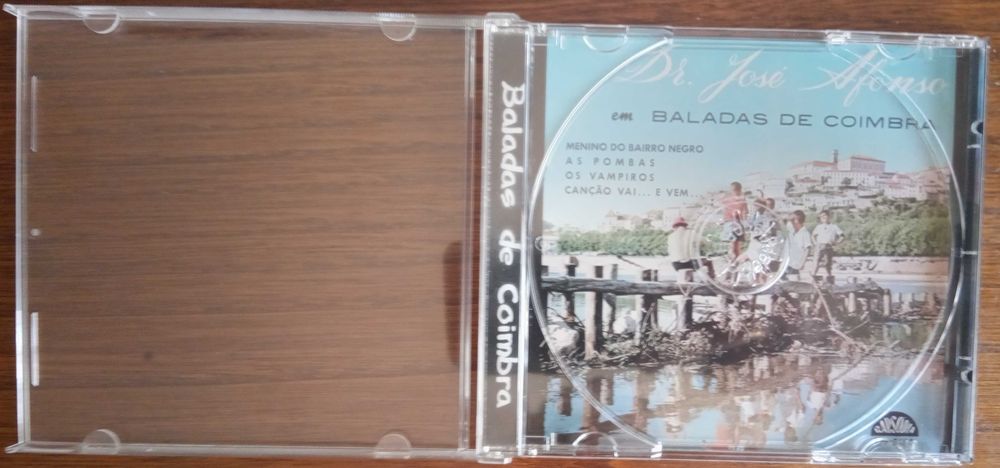 Baladas de Coimbra
Dr. José Afonso
em BALADAS DE COIMBRA
MENINO DO BAIRRO NEGRO
AS POMBAS
OS VAMPIROS
CANÇÃO VAI... E VEM...
RAPSÓDIA